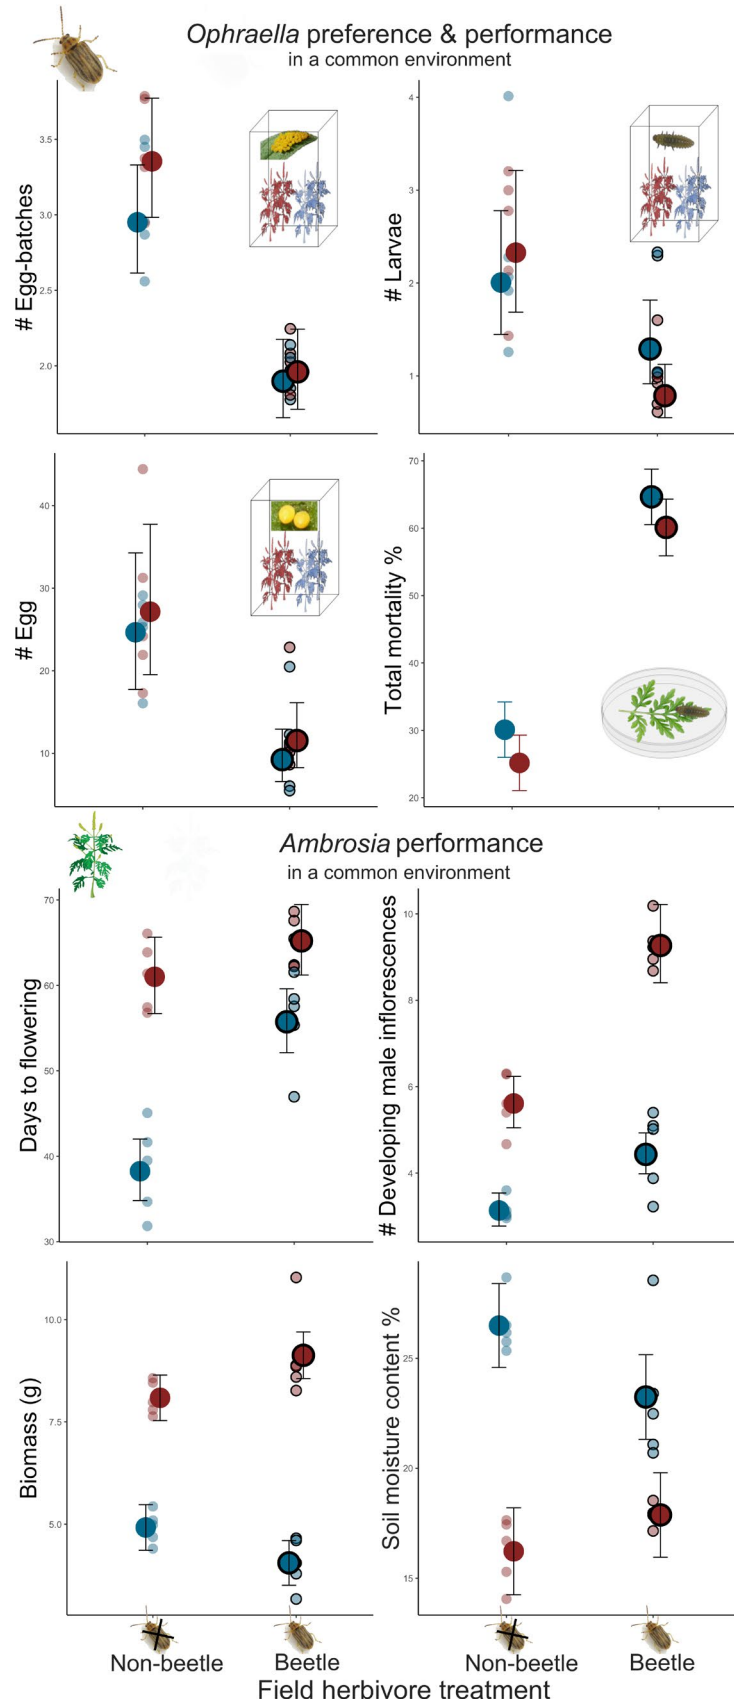 Ophraella preference & performance
in a common environment
# Egg-batches
3.5
3.0
2.5
2.0
# Larvae
4
3
2
1
# Egg
40
30
20
10
Total mortality %
70
60
50
40
30
20
Ambrosia performance
in a common environment
Days to flowering
70
60
50
40
30
# Developing male inflorescences
10
8
6
4
Biomass (g)
10.0
7.5
5.0
Soil moisture content %
25
20
15
Non-beetle Beetle Non-beetle Beetle
Field herbivore treatment